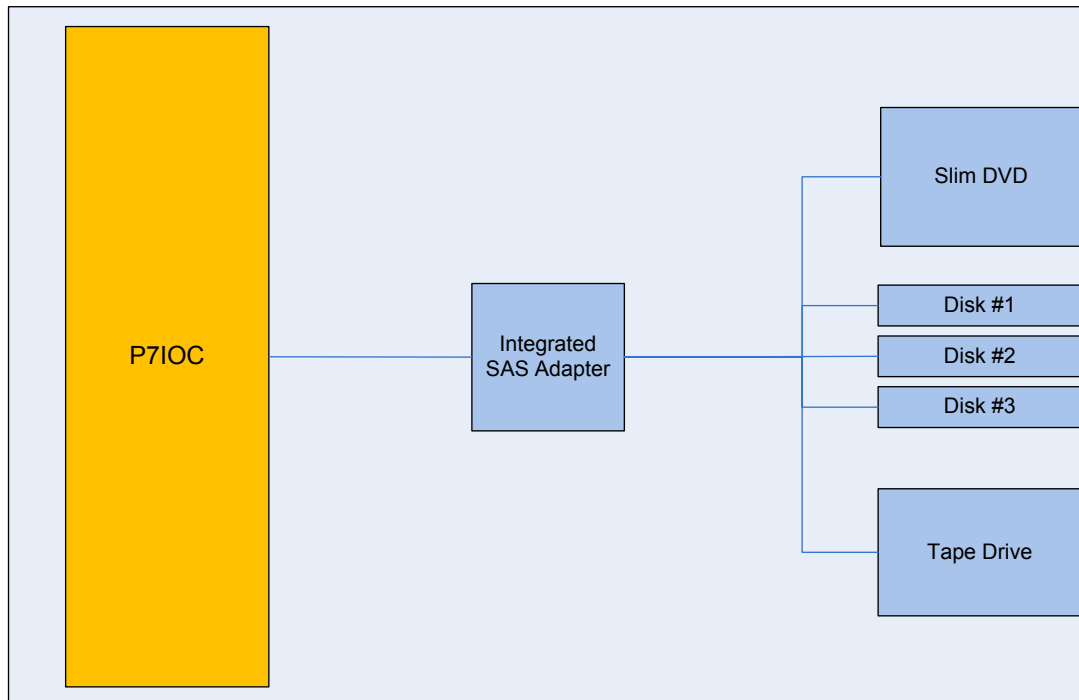 P7IOC
Integrated
SAS Adapter
Slim DVD
Disk #1
Disk #2
Disk #3
Tape Drive